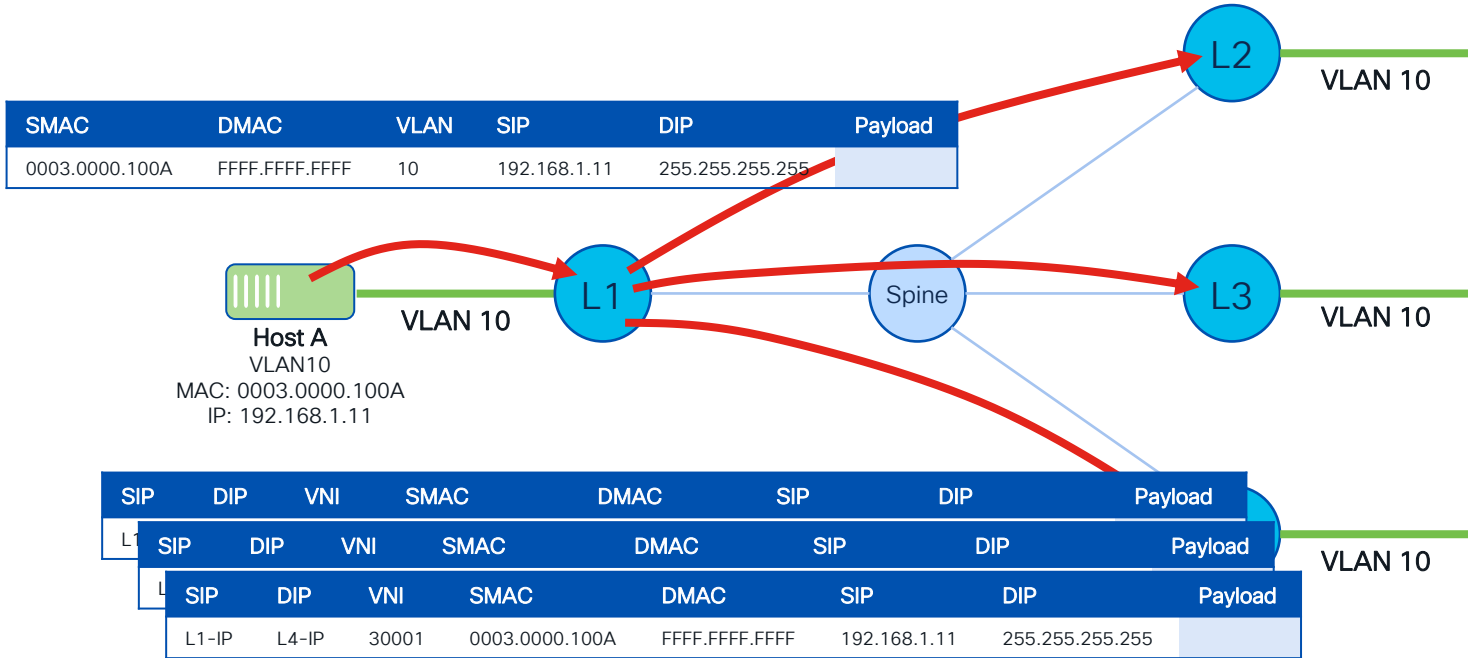 L2
VLAN 10
SMAC DMAC VLAN SIP DIP Payload
0003.0000.100A FFFF.FFFF.FFFF 10 192.168.1.11 255.255.255.255
L1
Spine
L3
VLAN 10
VLAN 10
Host A
VLAN10
MAC: 0003.0000.100A
IP: 192.168.1.11
SIP DIP VNI SMAC DMAC SIP DIP Payload
L1
SIP DIP VNI SMAC DMAC SIP DIP Payload
L
VLAN 10
SIP DIP VNI SMAC DMAC SIP DIP Payload
L1-IP L4-IP 30001 0003.0000.100A FFFF.FFFF.FFFF 192.168.1.11 255.255.255.255